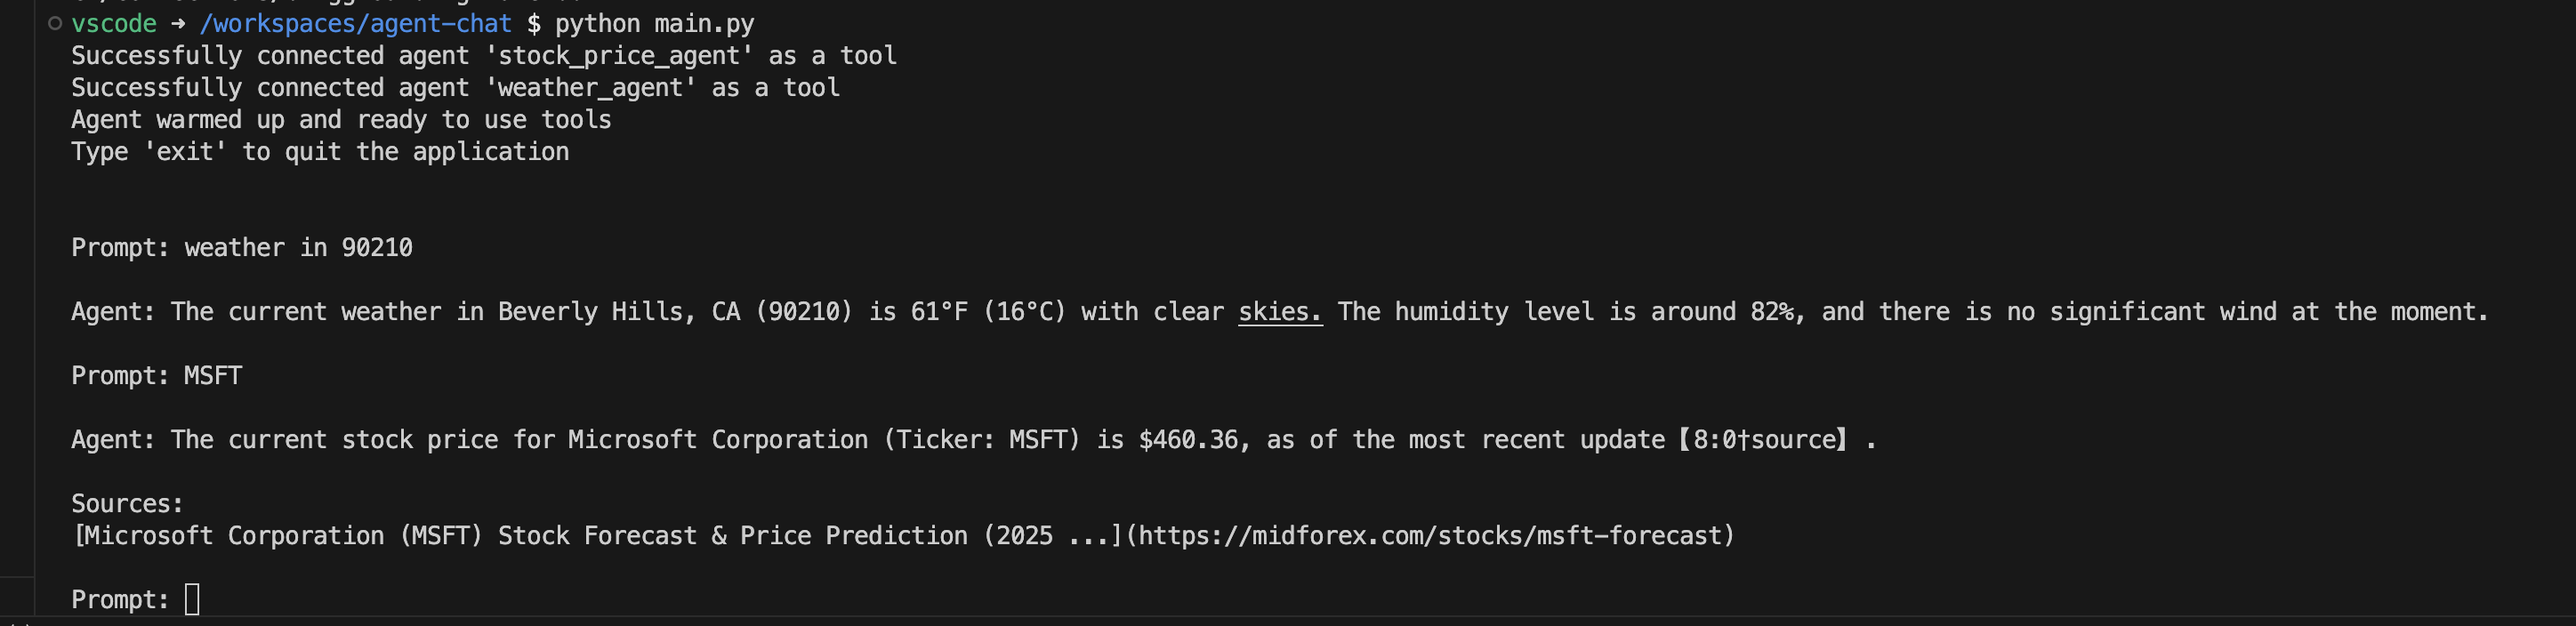 vscode → /workspaces/agent-chat $ python main.py
Successfully connected agent 'stock_price_agent' as a tool
Successfully connected agent 'weather_agent' as a tool
Agent warmed up and ready to use tools
Type 'exit' to quit the application
Prompt: weather in 90210
Agent: The current weather in Beverly Hills, CA (90210) is 61°F (16°C) with clear skies. The humidity level is around 82%, and there is no significant wind at the moment.
Prompt: MSFT
Agent: The current stock price for Microsoft Corporation (Ticker: MSFT) is $460.36, as of the most recent update【8:0†source】.
Sources:
[Microsoft Corporation (MSFT) Stock Forecast & Price Prediction (2025 ...](https://midforex.com/stocks/msft-forecast)
Prompt: